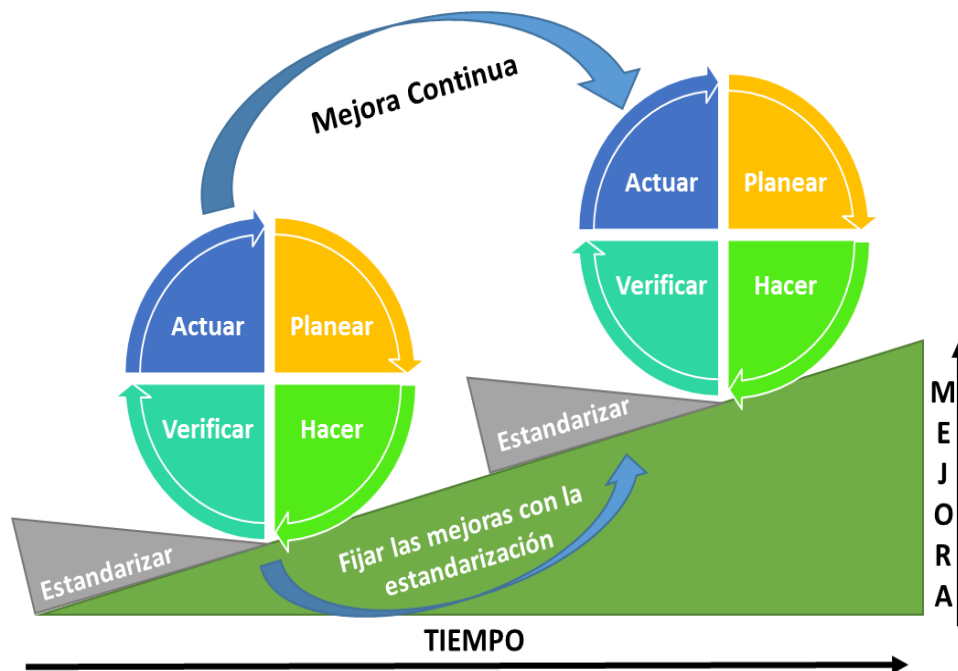 Mejora Continua
Actuar
Planear
Verificar
Hacer
Actuar
Planear
Verificar
Hacer
Estandarizar
Estandarizar
Fijar las mejoras con la
estandarización
MEJORA
TIEMPO